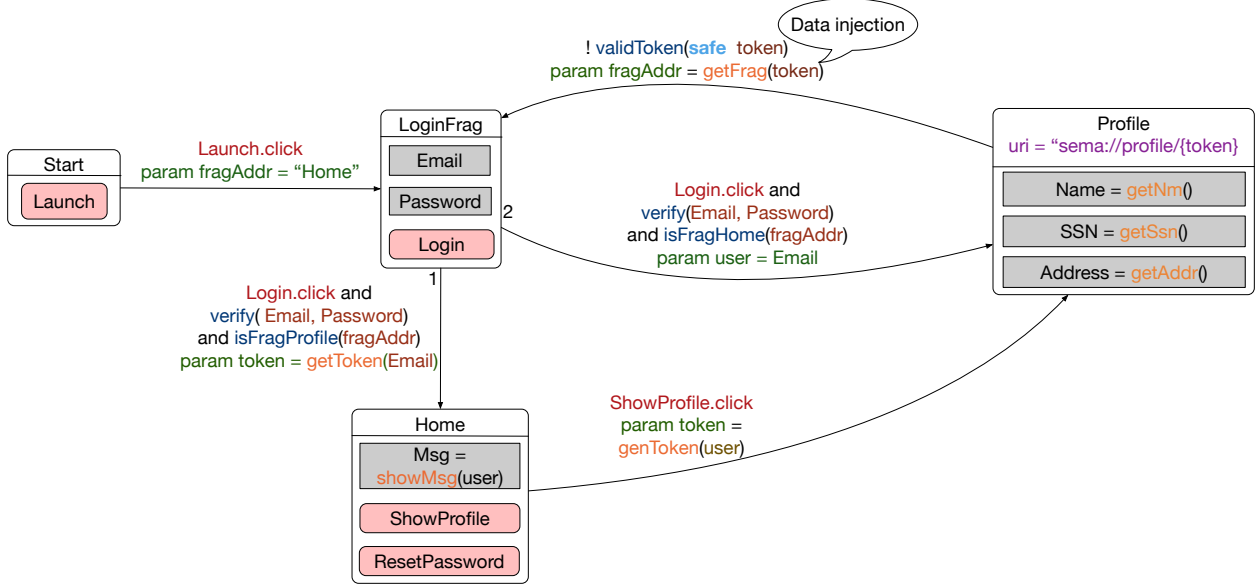 Data injection
! validToken(safe token)
param fragAddr = getFrag(token)
LoginFrag
Email
Password
Login
Start
Launch
Launch.click
param fragAddr = “Home”
Profile
uri = “sema://profile/{token}
Name = getNm()
SSN = getSsn()
Address = getAddr()
2
Login.click and
verify(Email, Password)
and isFragHome(fragAddr)
param user = Email
1
Login.click and
verify( Email, Password)
and isFragProfile(fragAddr)
param token = getToken(Email)
Home
Msg =
showMsg(user)
ShowProfile
ResetPassword
ShowProfile.click
param token =
genToken(user)